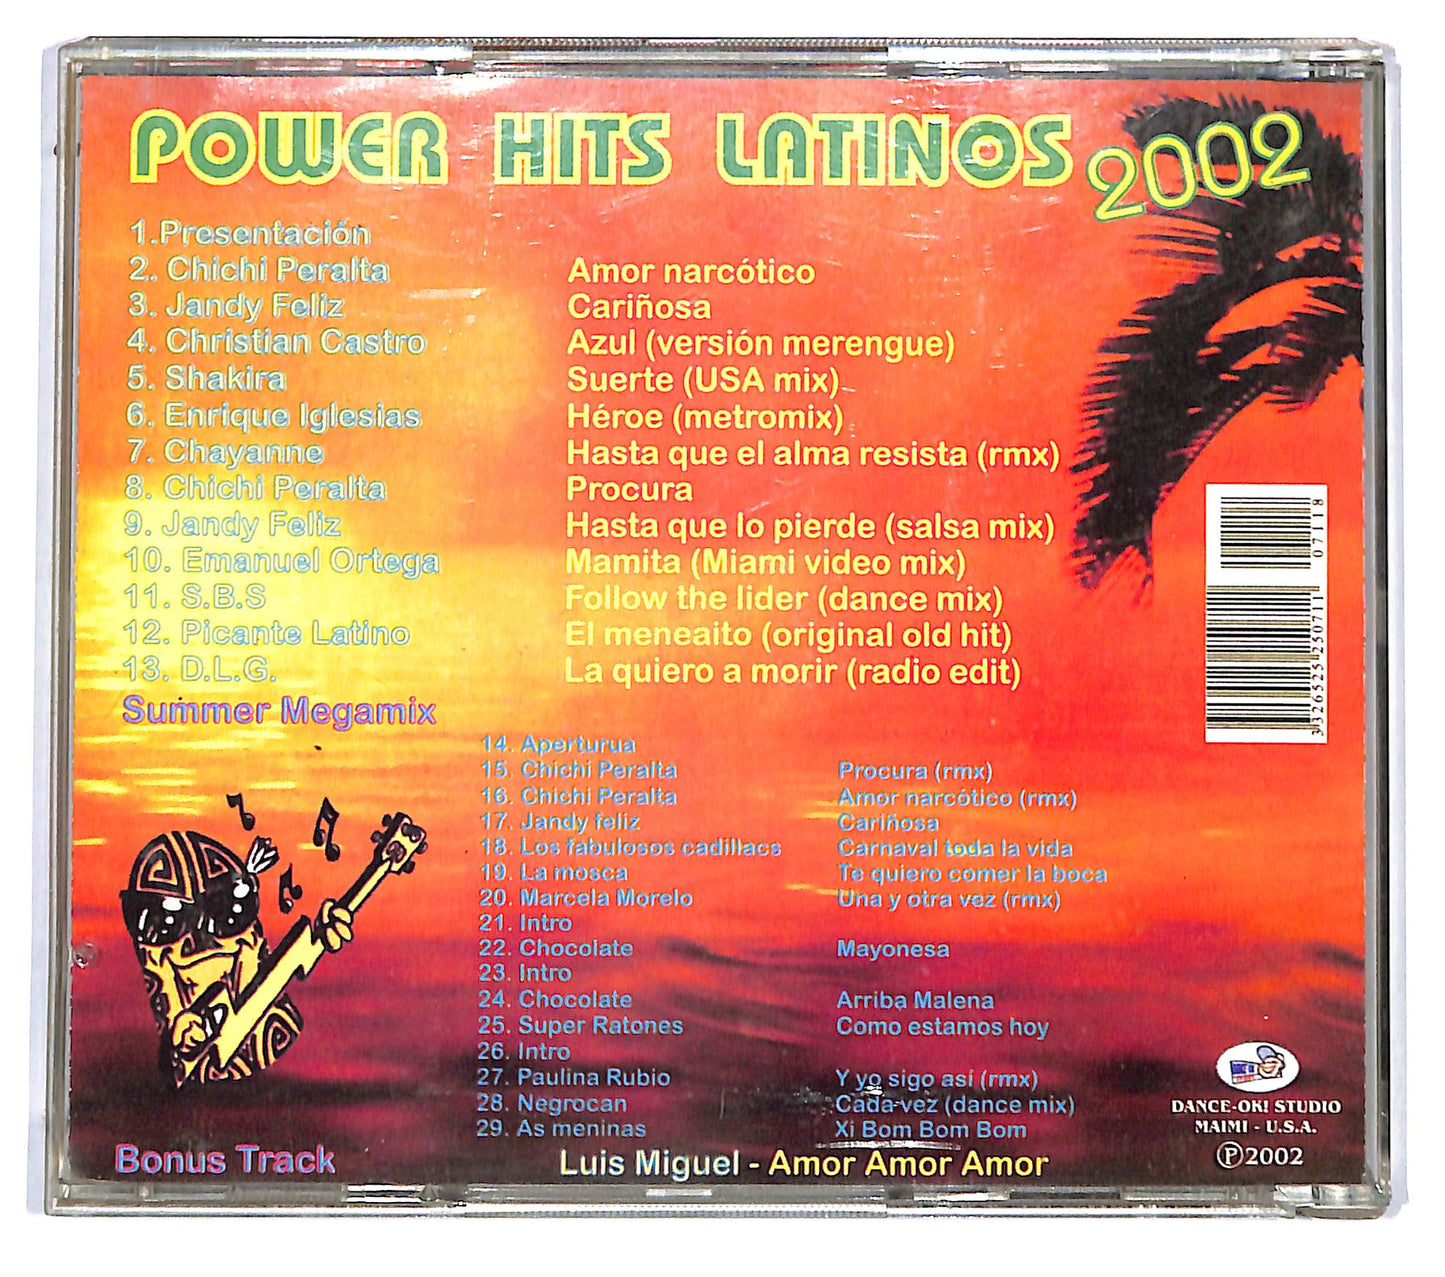 POWER HITS LATINOS 2002
1.Presentación
2. Chichi Peralta Amor narcótico
3. Jandy Feliz Cariñosa
4. Christian Castro Azul (versión merengue)
5. Shakira Suerte (USA mix)
6. Enrique Iglesias Héroe (metromix)
7. Chayanne Hasta que el alma resista (rmx)
8. Chichi Peralta Procura
9. Jandy Feliz Hasta que lo pierde (salsa mix)
10. Emanuel Ortega Mamita (Miami video mix)
11. S.B.S Follow the lider (dance mix)
12. Picante Latino El meneaito (original old hit)
13. D.L.G. La quiero a morir (radio edit)
07118
3326525250711
Summer Megamix
14. Aperturua
15. Chichi Peralta Procura (rmx)
16. Chichi Peralta Amor narcótico (rmx)
17. Jandy feliz Cariñosa
18. Los fabulosos cadillacs Carnaval toda la vida
19. La mosca Te quiero comer la boca
20. Marcela Morelo Una y otra vez (rmx)
21. Intro
22. Chocolate Mayonesa
23. Intro
24. Chocolate Arriba Malena
25. Super Ratones Como estamos hoy
26. Intro
27. Paulina Rubio Y yo sigo así (rmx)
28. Negrocan Cada vez (dance mix)
29. As meninas Xi Bom Bom Bom
DANCE-OK! STUDIO
MAIMI - U.S.A.
℗2002
Bonus Track Luis Miguel - Amor Amor Amor